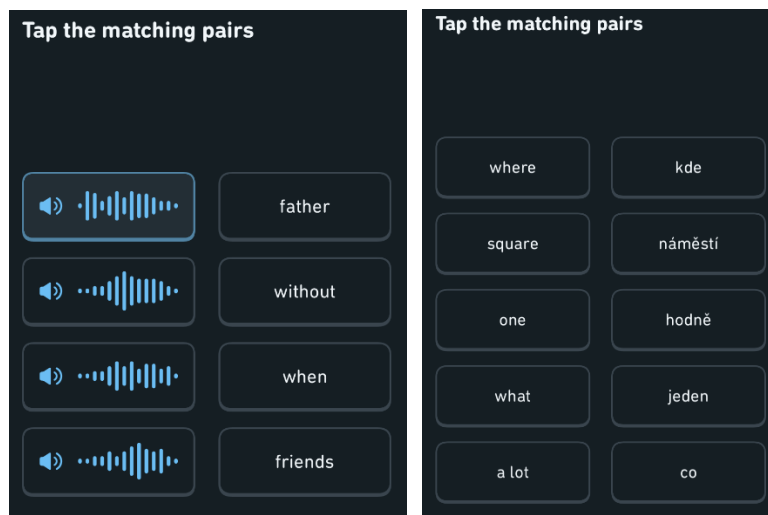 Tap the matching pairs
father
without
when
friends
Tap the matching pairs
where kde
square náměstí
one hodně
what jeden
a lot co